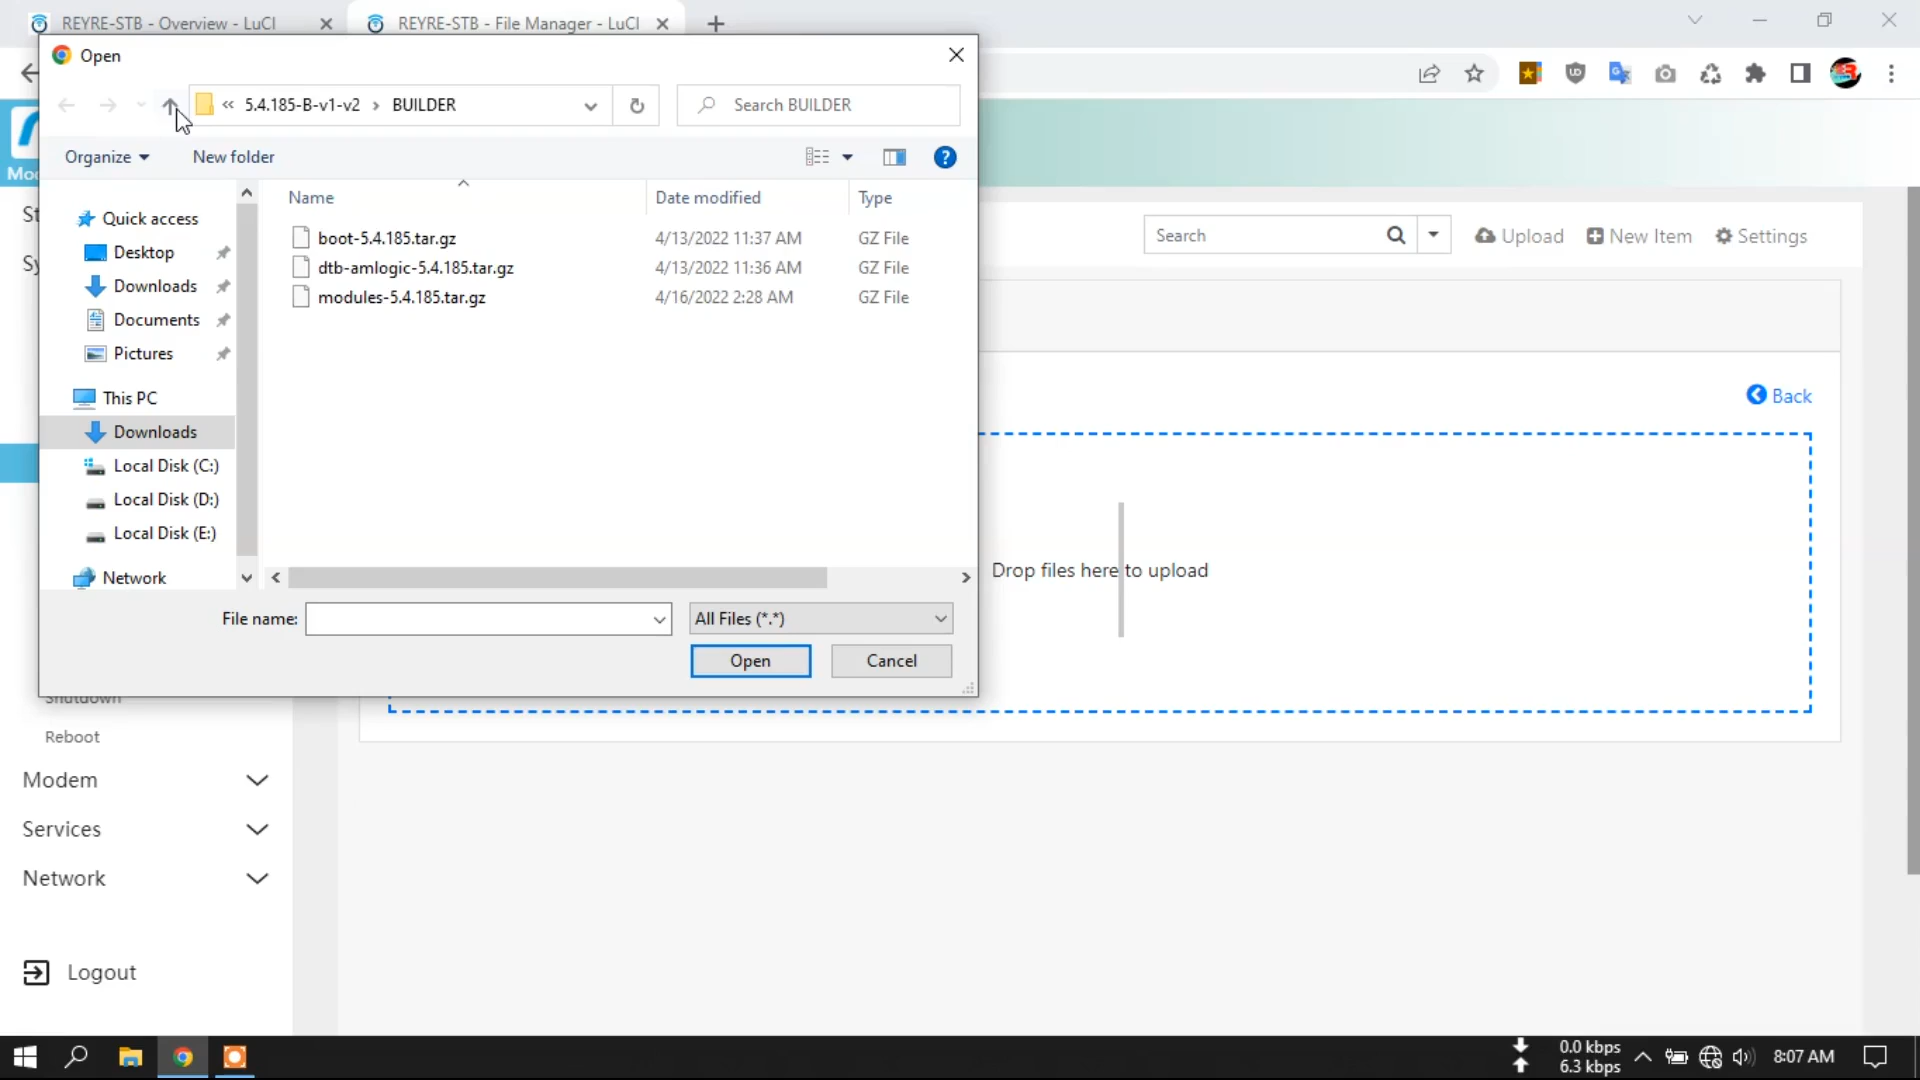 REYRE-STB - Overview - LuCI
REYRE-STB - File Manager - LuCI
Open
« 5.4.185-B-v1-v2 › BUILDER
Search BUILDER
Organize
New folder
Name
Date modified
Type
Quick access
Desktop
Downloads
Documents
Pictures
This PC
Downloads
Local Disk (C:)
Local Disk (D:)
Local Disk (E:)
Network
boot-5.4.185.tar.gz 4/13/2022 11:37 AM GZ File
dtb-amlogic-5.4.185.tar.gz 4/13/2022 11:36 AM GZ File
modules-5.4.185.tar.gz 4/16/2022 2:28 AM GZ File
File name:
All Files (*.*)
Open
Cancel
Search
Upload
New Item
Settings
Back
Drop files here to upload
Shutdown
Reboot
Modem
Services
Network
Logout
0.0 kbps
6.3 kbps
8:07 AM